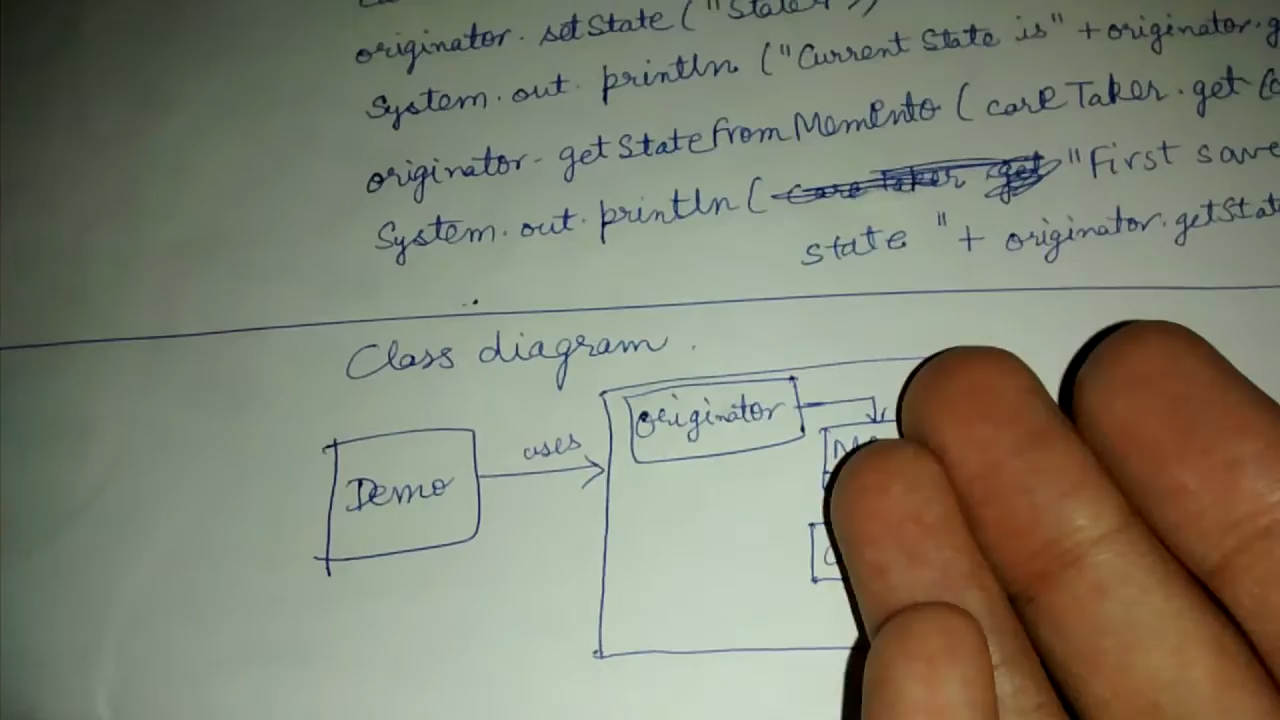 originator. setState ("State4")
System. out. println ("Current State is" + originator.g
originator. getStatefromMemento ( careTaker. get (
System. out. println ( "First save
state " + originator. getStat
Class diagram.
originator
uses
Demo